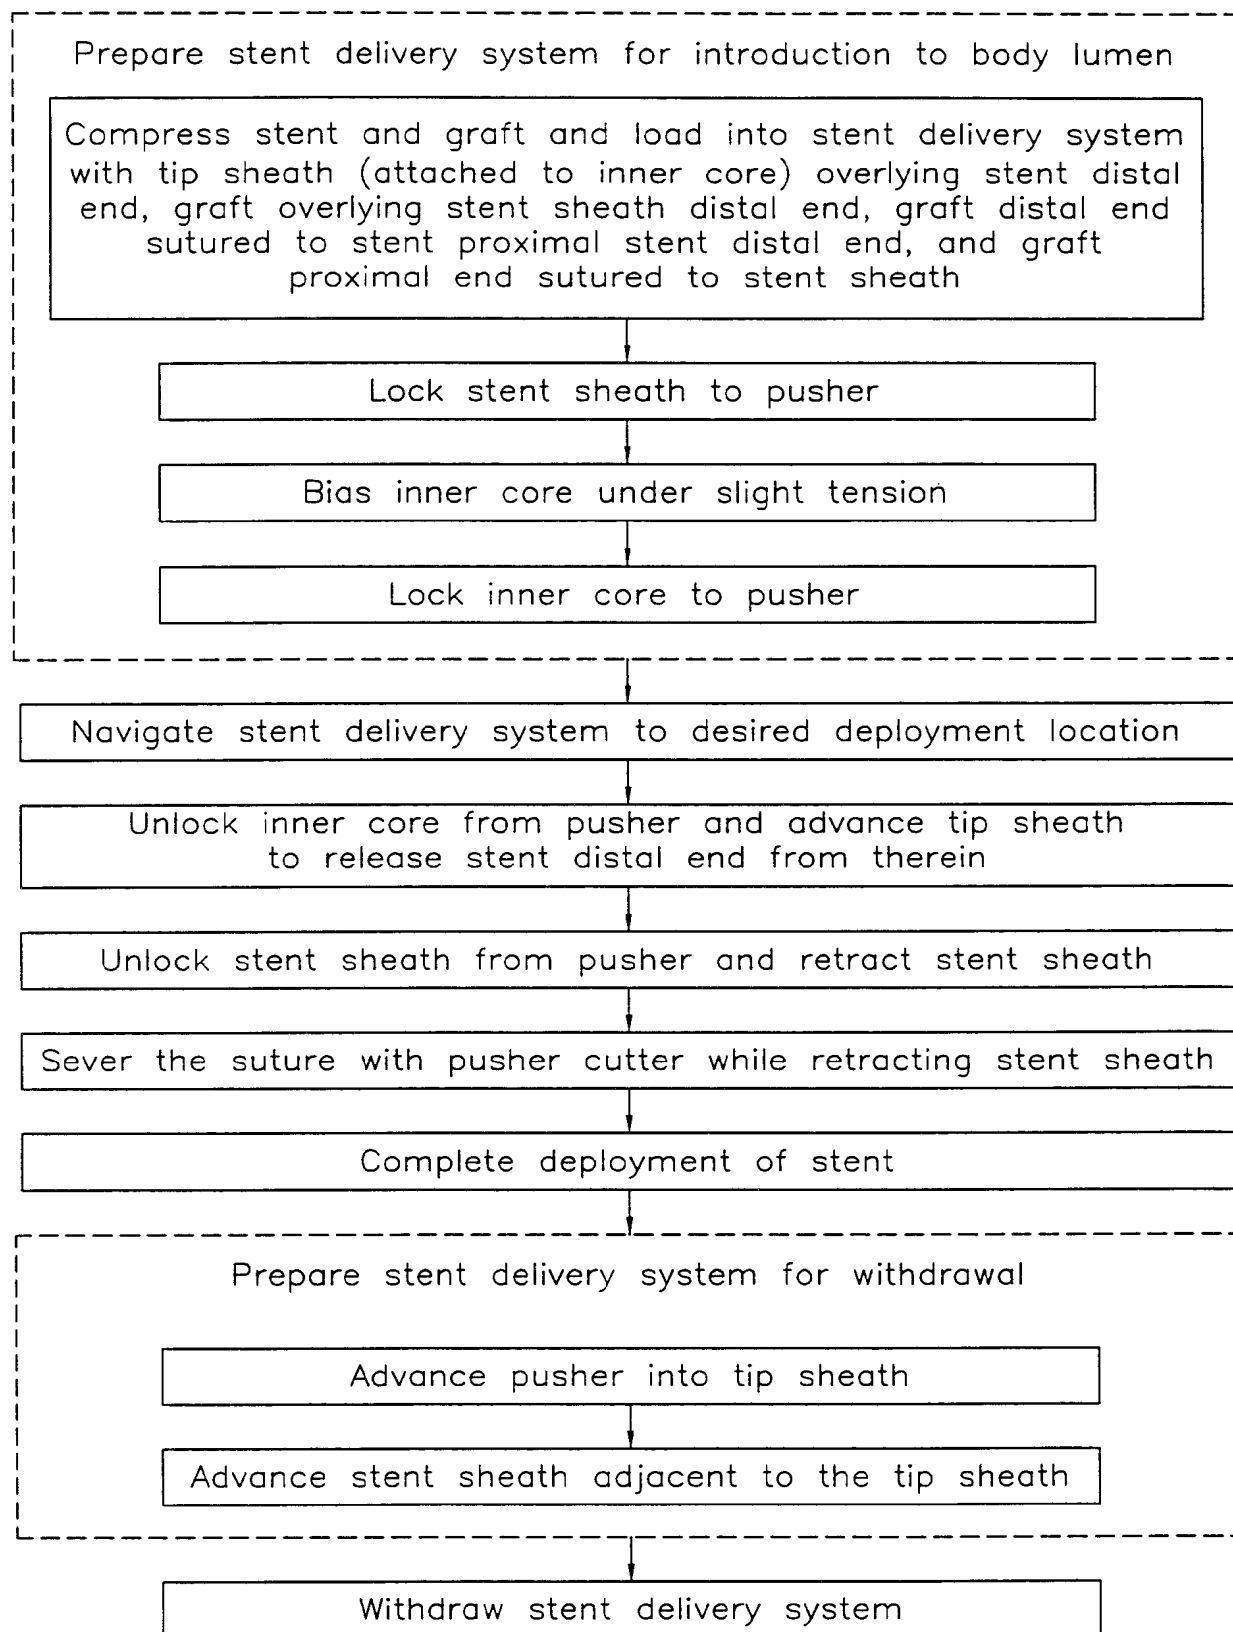 Prepare stent delivery system for introduction to body lumen
Compress stent and graft and load into stent delivery system
with tip sheath (attached to inner core) overlying stent distal
end, graft overlying stent sheath distal end, graft distal end
sutured to stent proximal stent distal end, and graft
proximal end sutured to stent sheath
Lock stent sheath to pusher
Bias inner core under slight tension
Lock inner core to pusher
Navigate stent delivery system to desired deployment location
Unlock inner core from pusher and advance tip sheath
to release stent distal end from therein
Unlock stent sheath from pusher and retract stent sheath
Sever the suture with pusher cutter while retracting stent sheath
Complete deployment of stent
Prepare stent delivery system for withdrawal
Advance pusher into tip sheath
Advance stent sheath adjacent to the tip sheath
Withdraw stent delivery system